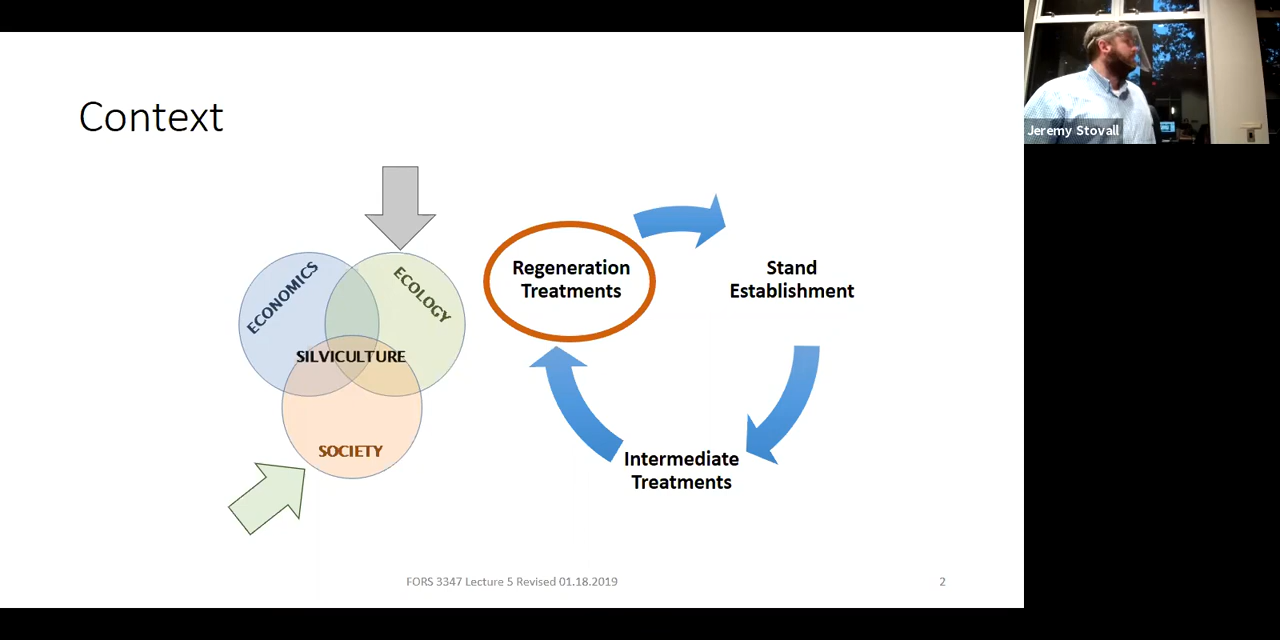 Context
ECONOMICS
ECOLOGY
SILVICULTURE
SOCIETY
Regeneration
Treatments
Stand
Establishment
Intermediate
Treatments
FORS 3347 Lecture 5 Revised 01.18.2019
2
Jeremy Stovall